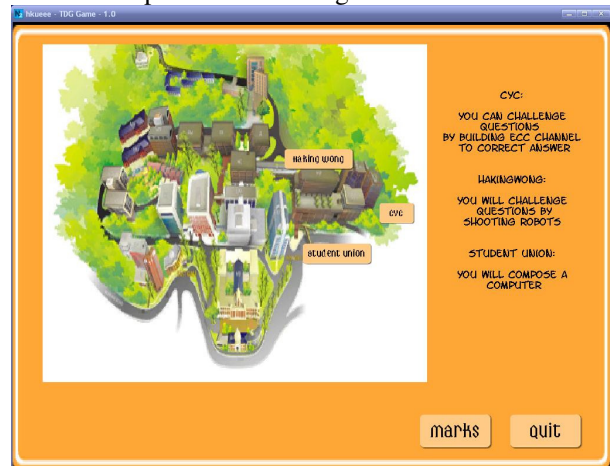 hkueee - TDG Game - 1.0
CYC:
YOU CAN CHALLENGE
QUESTIONS
BY BUILDING ECC CHANNEL
TO CORRECT ANSWER
Haking Wong
HAKINGWONG:
YOU WILL CHALLENGE
QUESTIONS BY
SHOOTING ROBOTS
CYC
Student Union
STUDENT UNION:
YOU WILL COMPOSE A
COMPUTER
marks
quit